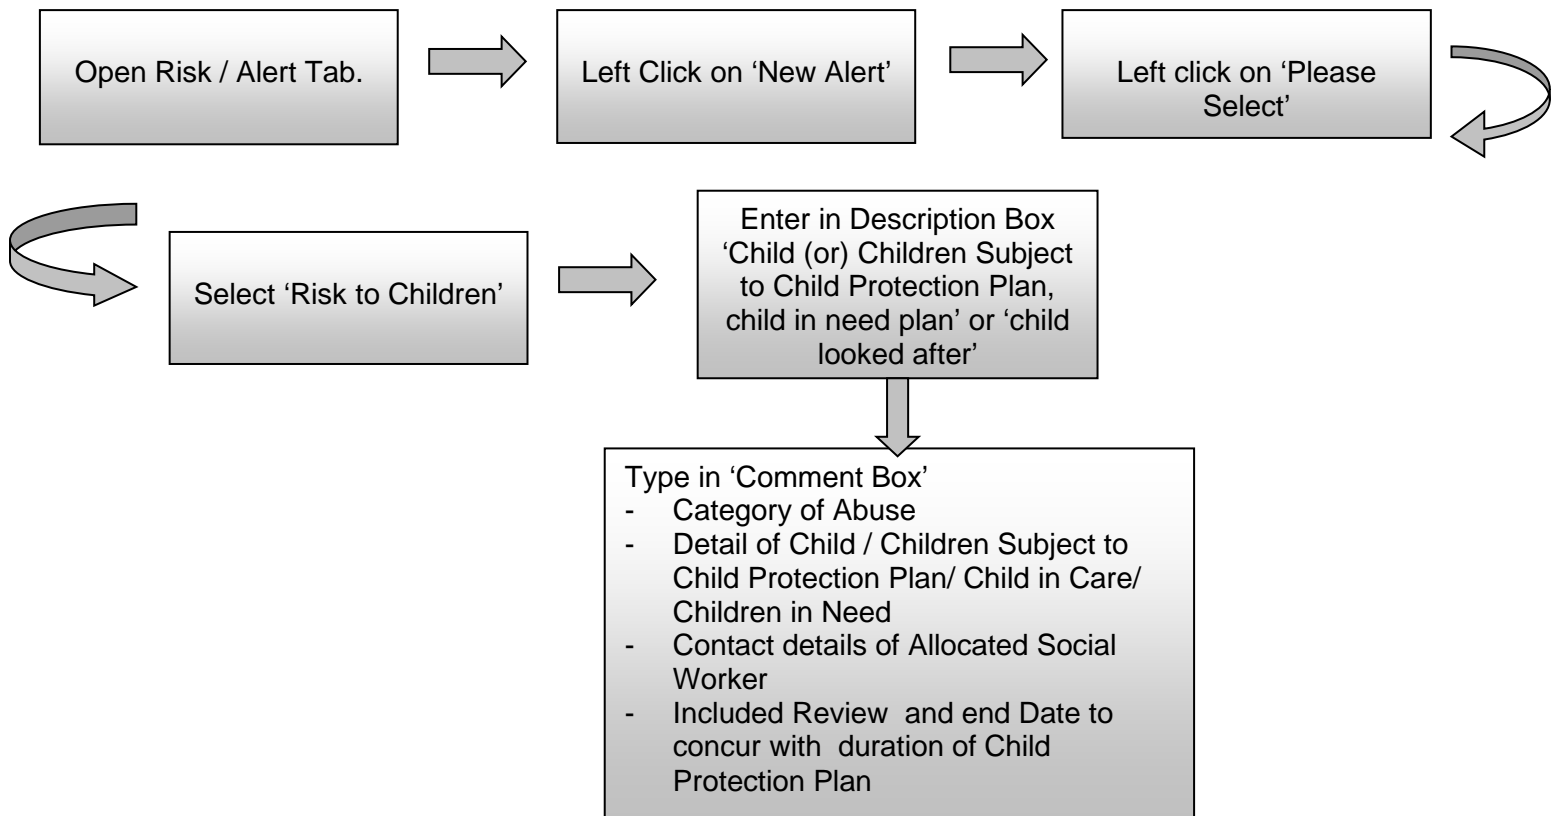 Open Risk / Alert Tab.
Left Click on ‘New Alert’
Left click on ‘Please
Select’
Select ‘Risk to Children’
Enter in Description Box
‘Child (or) Children Subject
to Child Protection Plan,
child in need plan’ or ‘child
looked after’
Type in ‘Comment Box’
- Category of Abuse
- Detail of Child / Children Subject to
Child Protection Plan/ Child in Care/
Children in Need
- Contact details of Allocated Social
Worker
- Included Review  and end Date to
concur with  duration of Child
Protection Plan